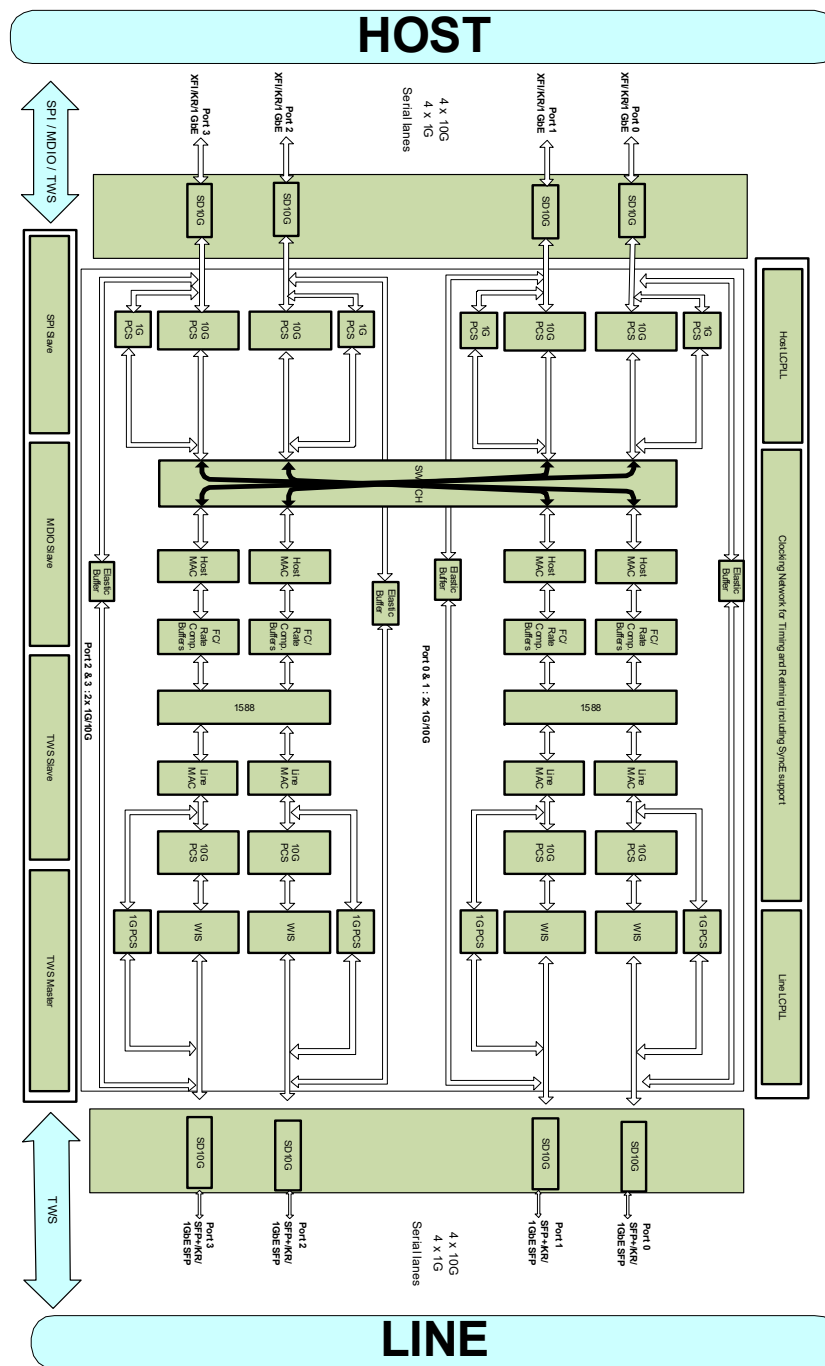 HOST
SPI / MDIO / TWS
Port 3
XFI/KR/1 GbE
Port 2
XFI/KR/1 GbE
4 x 10G
4 x 1G
Serial lanes
Port 1
XFI/KR/1 GbE
Port 0
XFI/KR/1 GbE
SD10G
SD10G
SD10G
SD10G
SPI Slave
MDIO Slave
TWS Slave
TWS Master
1G
PCS
10G
PCS
10G
PCS
1G
PCS
1G
PCS
10G
PCS
10G
PCS
1G
PCS
Host LCPLL
Clocking Network for Timing and Retiming including SyncE support
Line LCPLL
SWITCH
Elastic
Buffer
Host
MAC
Host
MAC
Elastic
Buffer
Elastic
Buffer
Host
MAC
Host
MAC
Elastic
Buffer
FC/
Rate
Comp.
Buffers
FC/
Rate
Comp.
Buffers
FC/
Rate
Comp.
Buffers
FC/
Rate
Comp.
Buffers
Port 2 & 3 : 2x 1G/10G
Port 0 & 1 : 2x 1G/10G
1588
1588
Line
MAC
Line
MAC
Line
MAC
Line
MAC
10G
PCS
10G
PCS
10G
PCS
10G
PCS
1G PCS
WIS
WIS
1G PCS
1G PCS
WIS
WIS
1G PCS
SD10G
SD10G
SD10G
SD10G
TWS
Port 3
SFP+/KR/
1GbE SFP
Port 2
SFP+/KR/
1GbE SFP
4 x 10G
4 x 1G
Serial lanes
Port 1
SFP+/KR/
1GbE SFP
Port 0
SFP+/KR/
1GbE SFP
LINE